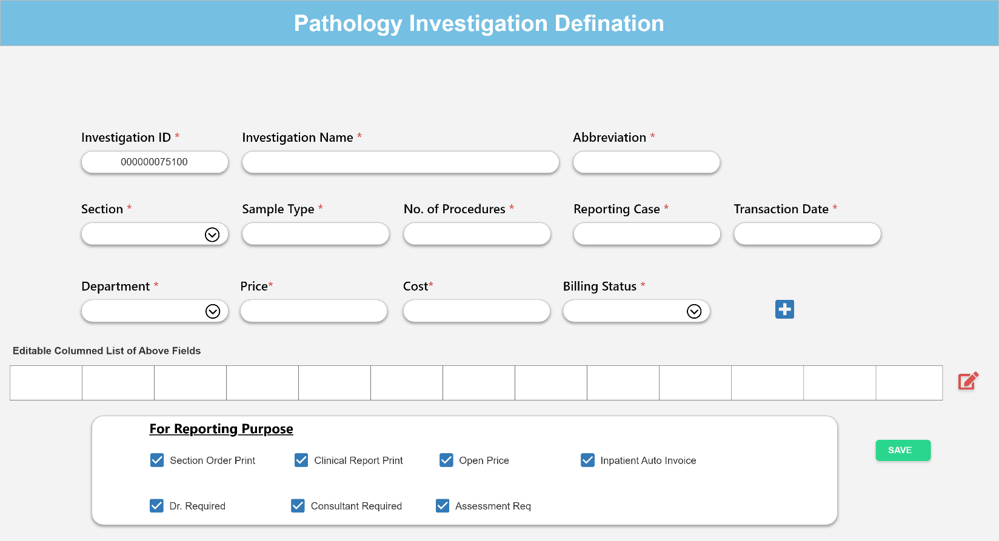 Pathology Investigation Defination
Investigation ID * Investigation Name * Abbreviation *
000000075100
Section * Sample Type * No. of Procedures * Reporting Case * Transaction Date *
Department * Price* Cost* Billing Status *
Editable Columned List of Above Fields
For Reporting Purpose
SAVE
Section Order Print Clinical Report Print Open Price Inpatient Auto Invoice
Dr. Required Consultant Required Assessment Req